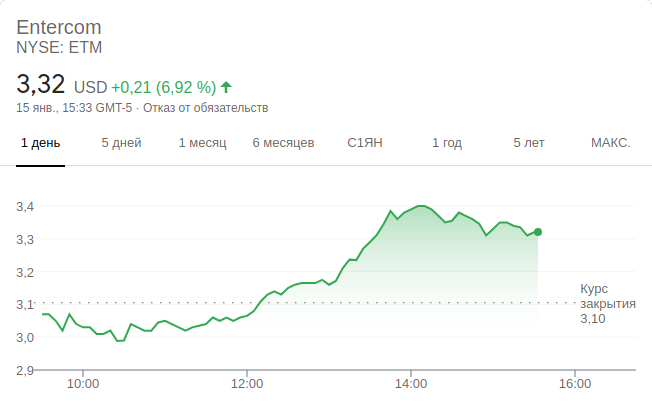 Entercom
NYSE: ETM
3,32 USD +0,21 (6,92 %)
15 янв., 15:33 GMT-5 · Отказ от обязательств
1 день 5 дней 1 месяц 6 месяцев С1ЯН 1 год 5 лет МАКС.
3,4
3,3
3,2
3,1
3,0
2,9
Курс
закрытия
3,10
10:00 12:00 14:00 16:00